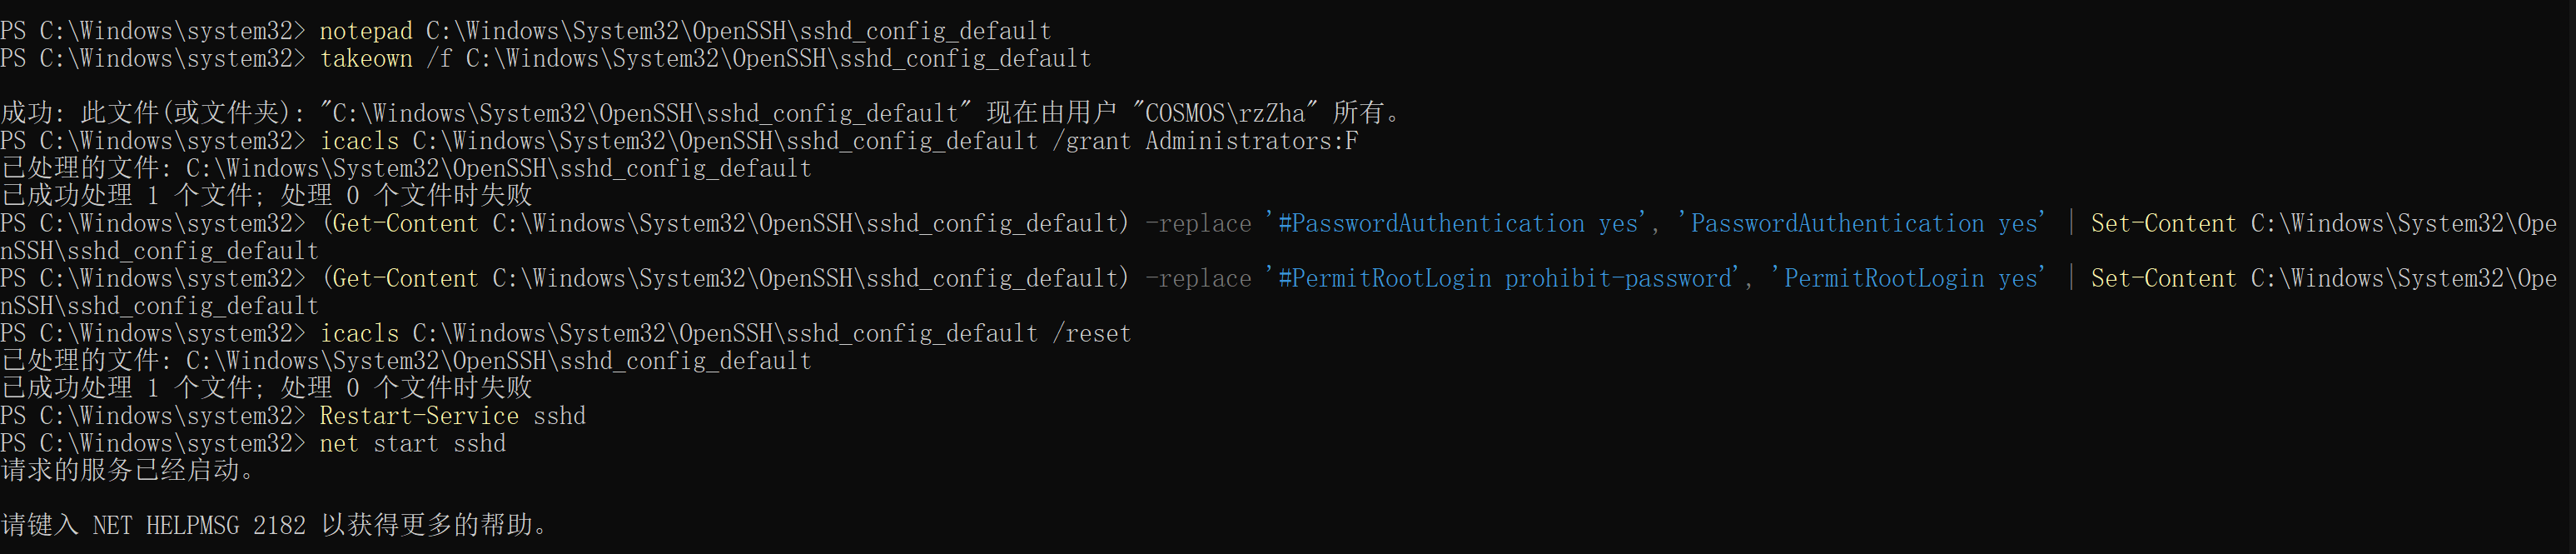 PS C:\Windows\system32> notepad C:\Windows\System32\OpenSSH\sshd_config_default
PS C:\Windows\system32> takeown /f C:\Windows\System32\OpenSSH\sshd_config_default
成功: 此文件(或文件夹): "C:\Windows\System32\OpenSSH\sshd_config_default" 现在由用户 "COSMOS\rzZha" 所有。
PS C:\Windows\system32> icacls C:\Windows\System32\OpenSSH\sshd_config_default /grant Administrators:F
已处理的文件: C:\Windows\System32\OpenSSH\sshd_config_default
已成功处理 1 个文件; 处理 0 个文件时失败
PS C:\Windows\system32> (Get-Content C:\Windows\System32\OpenSSH\sshd_config_default) -replace '#PasswordAuthentication yes', 'PasswordAuthentication yes' | Set-Content C:\Windows\System32\Ope
nSSH\sshd_config_default
PS C:\Windows\system32> (Get-Content C:\Windows\System32\OpenSSH\sshd_config_default) -replace '#PermitRootLogin prohibit-password', 'PermitRootLogin yes' | Set-Content C:\Windows\System32\Ope
nSSH\sshd_config_default
PS C:\Windows\system32> icacls C:\Windows\System32\OpenSSH\sshd_config_default /reset
已处理的文件: C:\Windows\System32\OpenSSH\sshd_config_default
已成功处理 1 个文件; 处理 0 个文件时失败
PS C:\Windows\system32> Restart-Service sshd
PS C:\Windows\system32> net start sshd
请求的服务已经启动。
请键入 NET HELPMSG 2182 以获得更多的帮助。